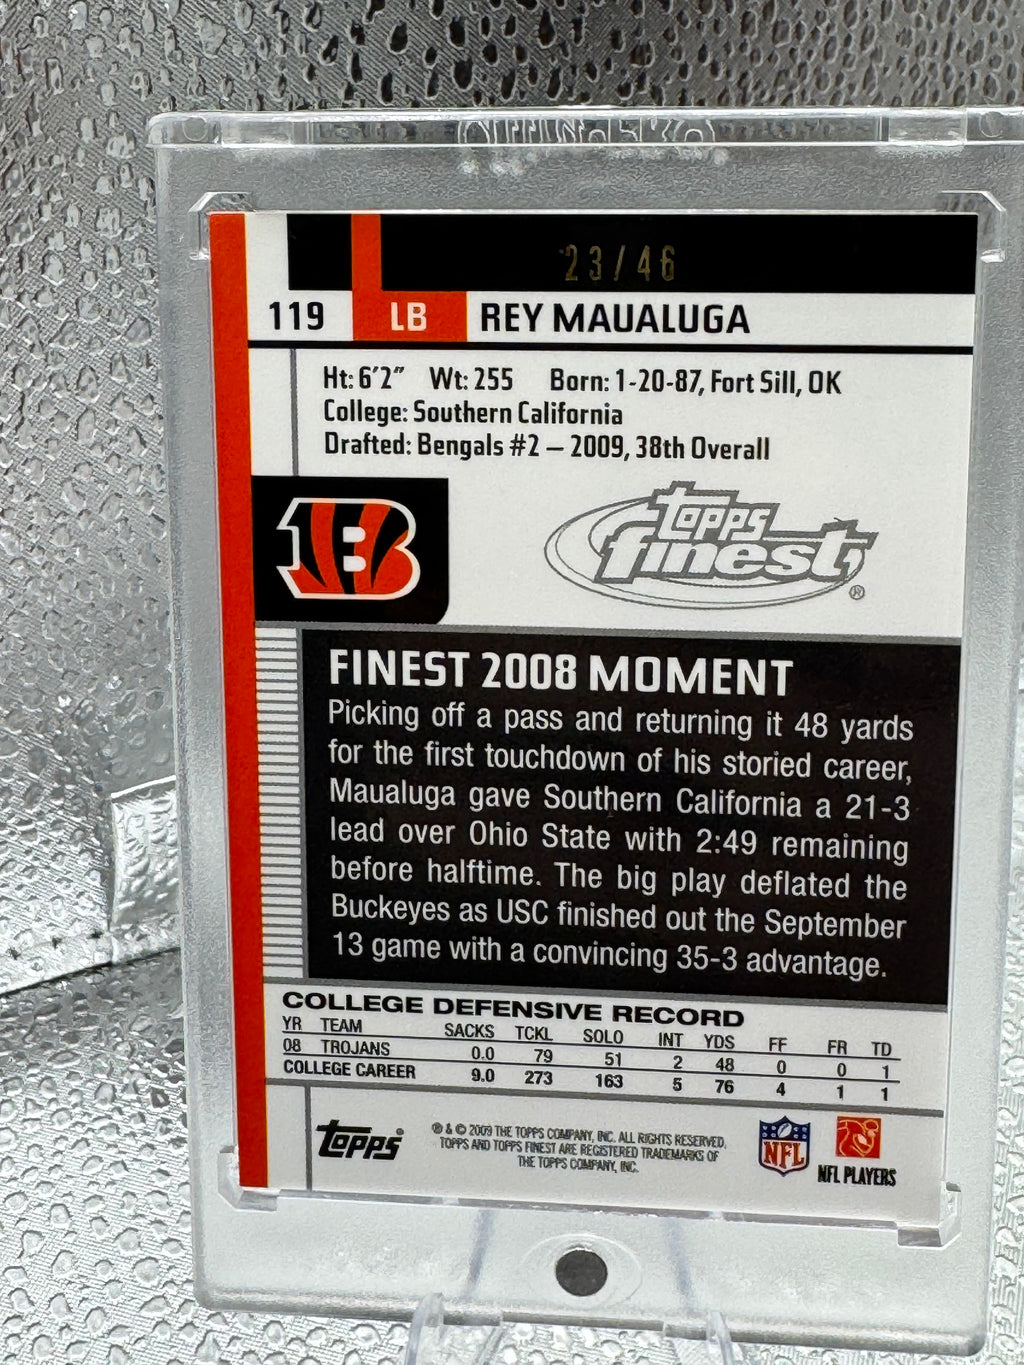 23/46
119 LB REY MAUALUGA
Ht: 6'2" Wt: 255 Born: 1-20-87, Fort Sill, OK
College: Southern California
Drafted: Bengals #2 – 2009, 38th Overall
B
Topps
finest®
FINEST 2008 MOMENT
Picking off a pass and returning it 48 yards
for the first touchdown of his storied career,
Maualuga gave Southern California a 21-3
lead over Ohio State with 2:49 remaining
before halftime. The big play deflated the
Buckeyes as USC finished out the September
13 game with a convincing 35-3 advantage.
COLLEGE DEFENSIVE RECORD
YR TEAM SACKS TCKL SOLO INT YDS FF FR TD
08 TROJANS 0.0 79 51 2 48 0 0 1
COLLEGE CAREER 9.0 273 163 5 76 4 1 1
Topps®
® & © 2009 THE TOPPS COMPANY, INC. ALL RIGHTS RESERVED.
TOPPS AND TOPPS FINEST ARE REGISTERED TRADEMARKS OF
THE TOPPS COMPANY, INC.
NFL
NFL PLAYERS